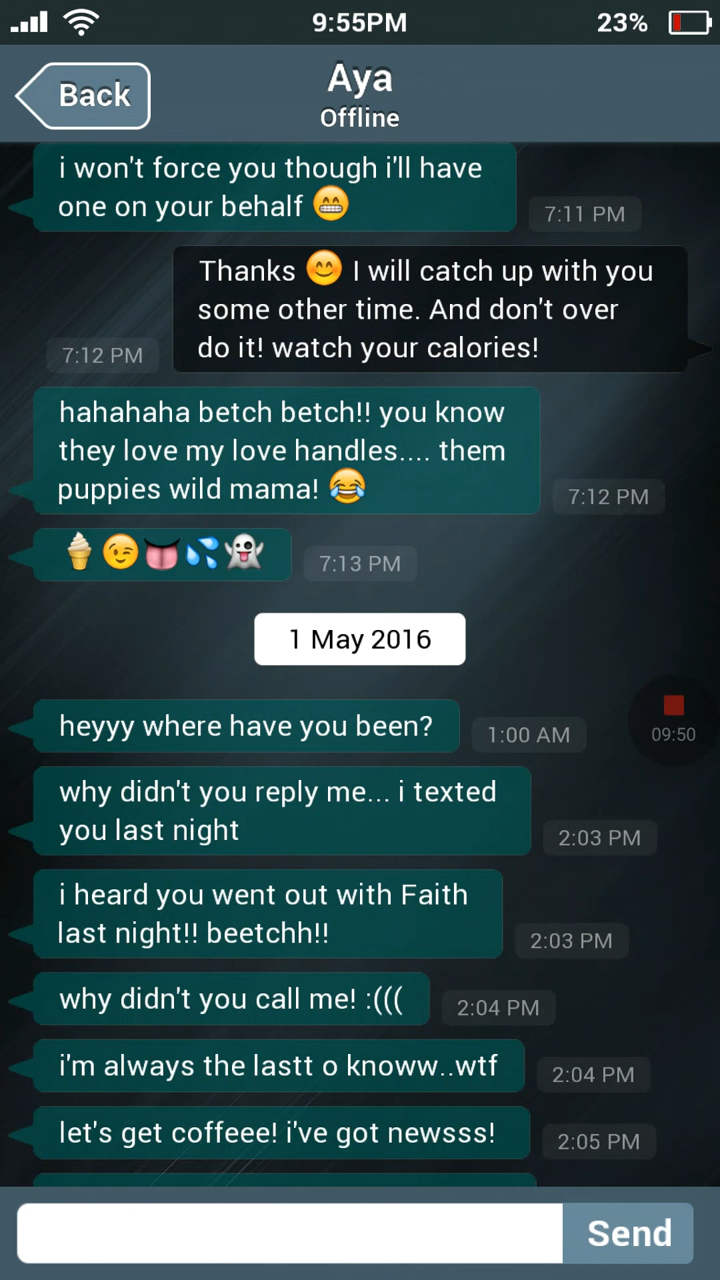 9:55PM 23%
Back
Aya
Offline
i won't force you though i'll have
one on your behalf 😁
7:11 PM
Thanks 😊 I will catch up with you
some other time. And don't over
do it! watch your calories!
7:12 PM
hahahaha betch betch!! you know
they love my love handles.... them
puppies wild mama! 😂
7:12 PM
🍦😉👅💦👻
7:13 PM
1 May 2016
heyyy where have you been?
1:00 AM
09:50
why didn't you reply me... i texted
you last night
2:03 PM
i heard you went out with Faith
last night!! beetchh!!
2:03 PM
why didn't you call me! :(((
2:04 PM
i'm always the lastt o knoww..wtf
2:04 PM
let's get coffeee! i've got newsss!
2:05 PM
Send